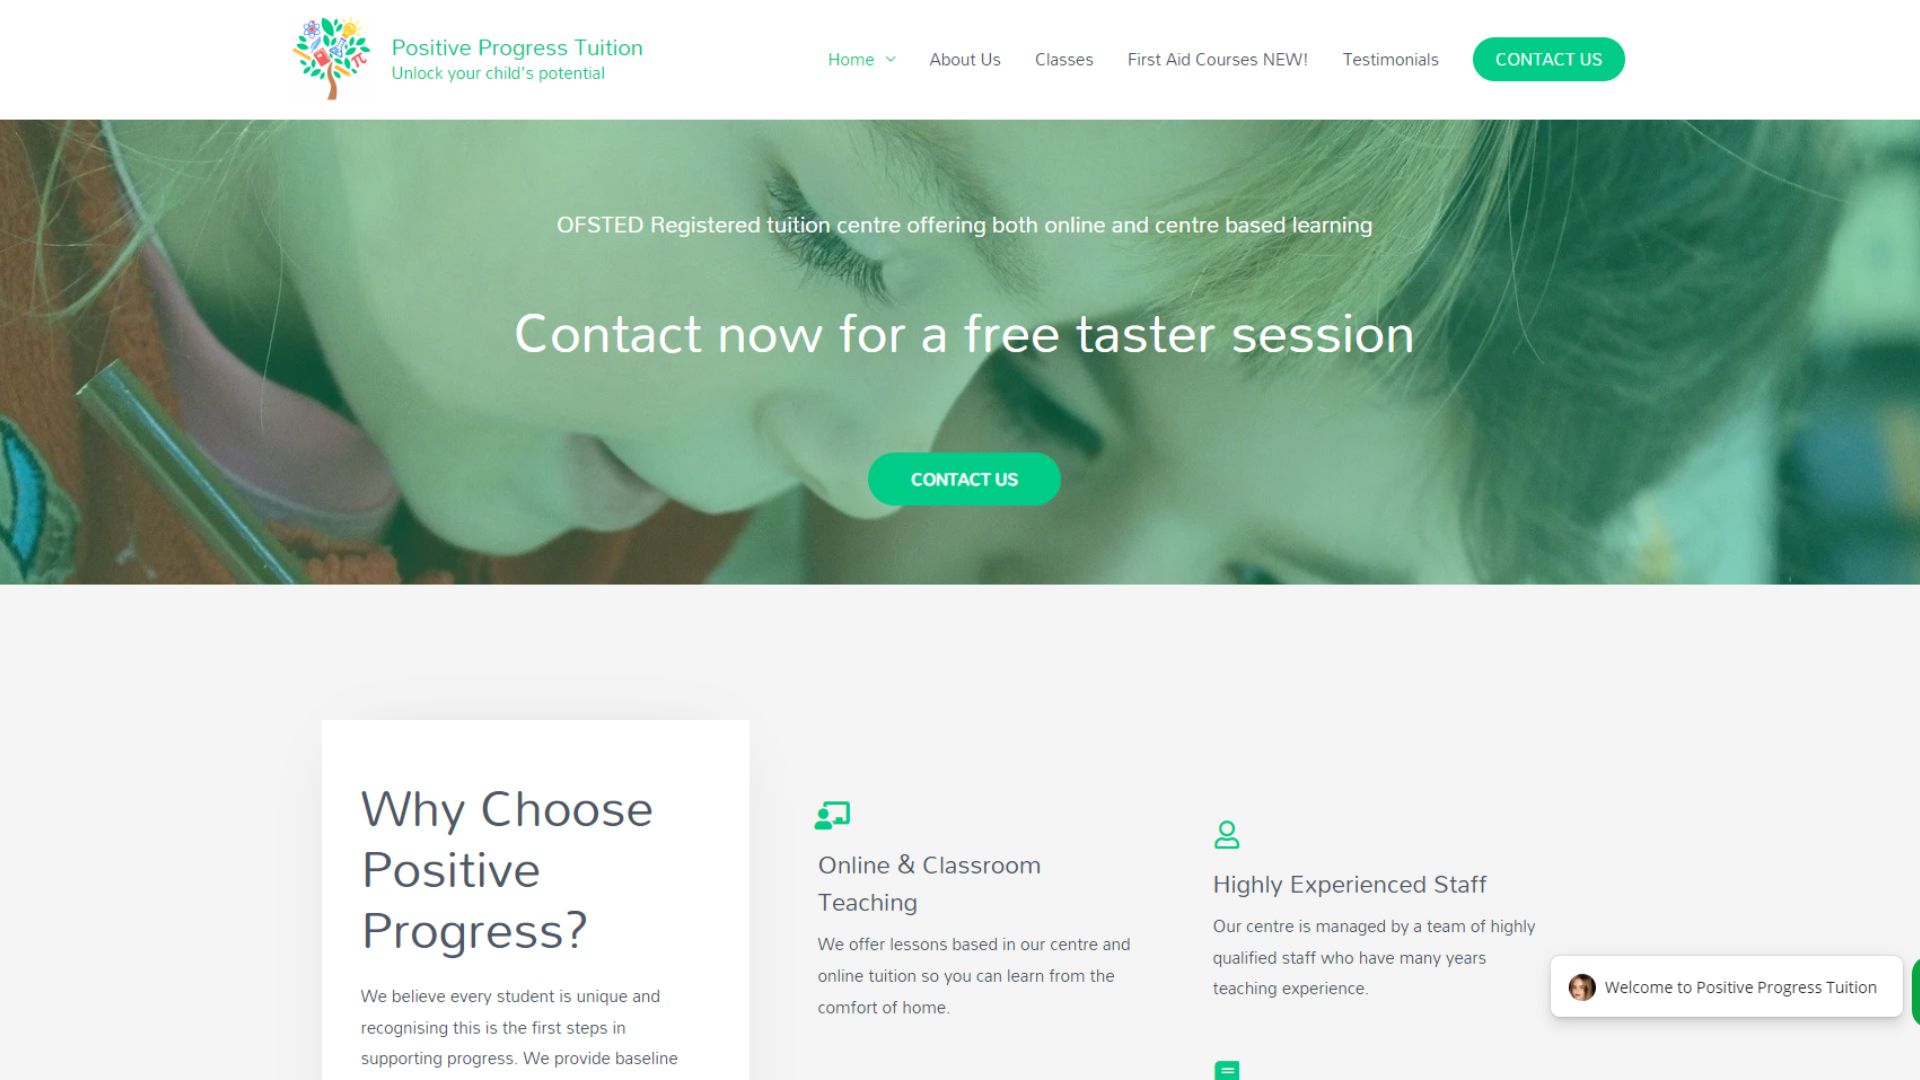 Positive Progress Tuition
Unlock your child's potential
Home
About Us
Classes
First Aid Courses NEW!
Testimonials
CONTACT US
OFSTED Registered tuition centre offering both online and centre based learning
Contact now for a free taster session
CONTACT US
Why Choose
Positive
Progress?
We believe every student is unique and
recognising this is the first steps in
supporting progress. We provide baseline
Online & Classroom
Teaching
We offer lessons based in our centre and
online tuition so you can learn from the
comfort of home.
Highly Experienced Staff
Our centre is managed by a team of highly
qualified staff who have many years
teaching experience.
Welcome to Positive Progress Tuition